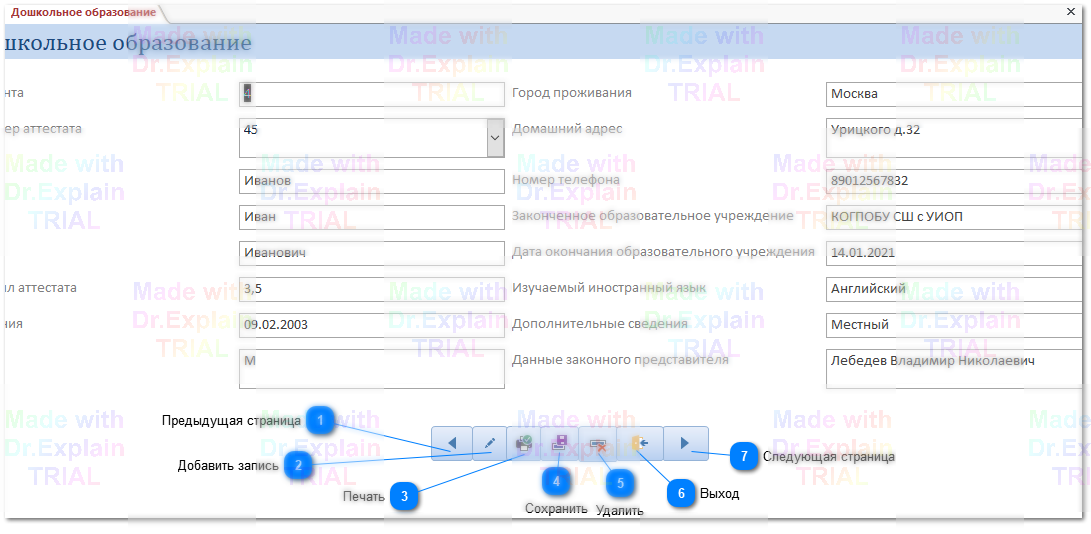 Дошкольное образование
школьное образование
нта
4
Город проживания
Москва
ер аттестата
45
Домашний адрес
Урицкого д.32
Иванов
Номер телефона
89012567832
Иван
Законченное образовательное учреждение
КОГПОБУ СШ с УИОП
Иванович
Дата окончания образовательного учреждения
14.01.2021
л аттестата
3,5
Изучаемый иностранный язык
Английский
ния
09.02.2003
Дополнительные сведения
Местный
М
Данные законного представителя
Лебедев Владимир Николаевич
Предыдущая страница
1
Добавить запись
2
Печать
3
4
Сохранить
5
Удалить
6
Выход
7
Следующая страница
Made with
Dr.Explain
TRIAL